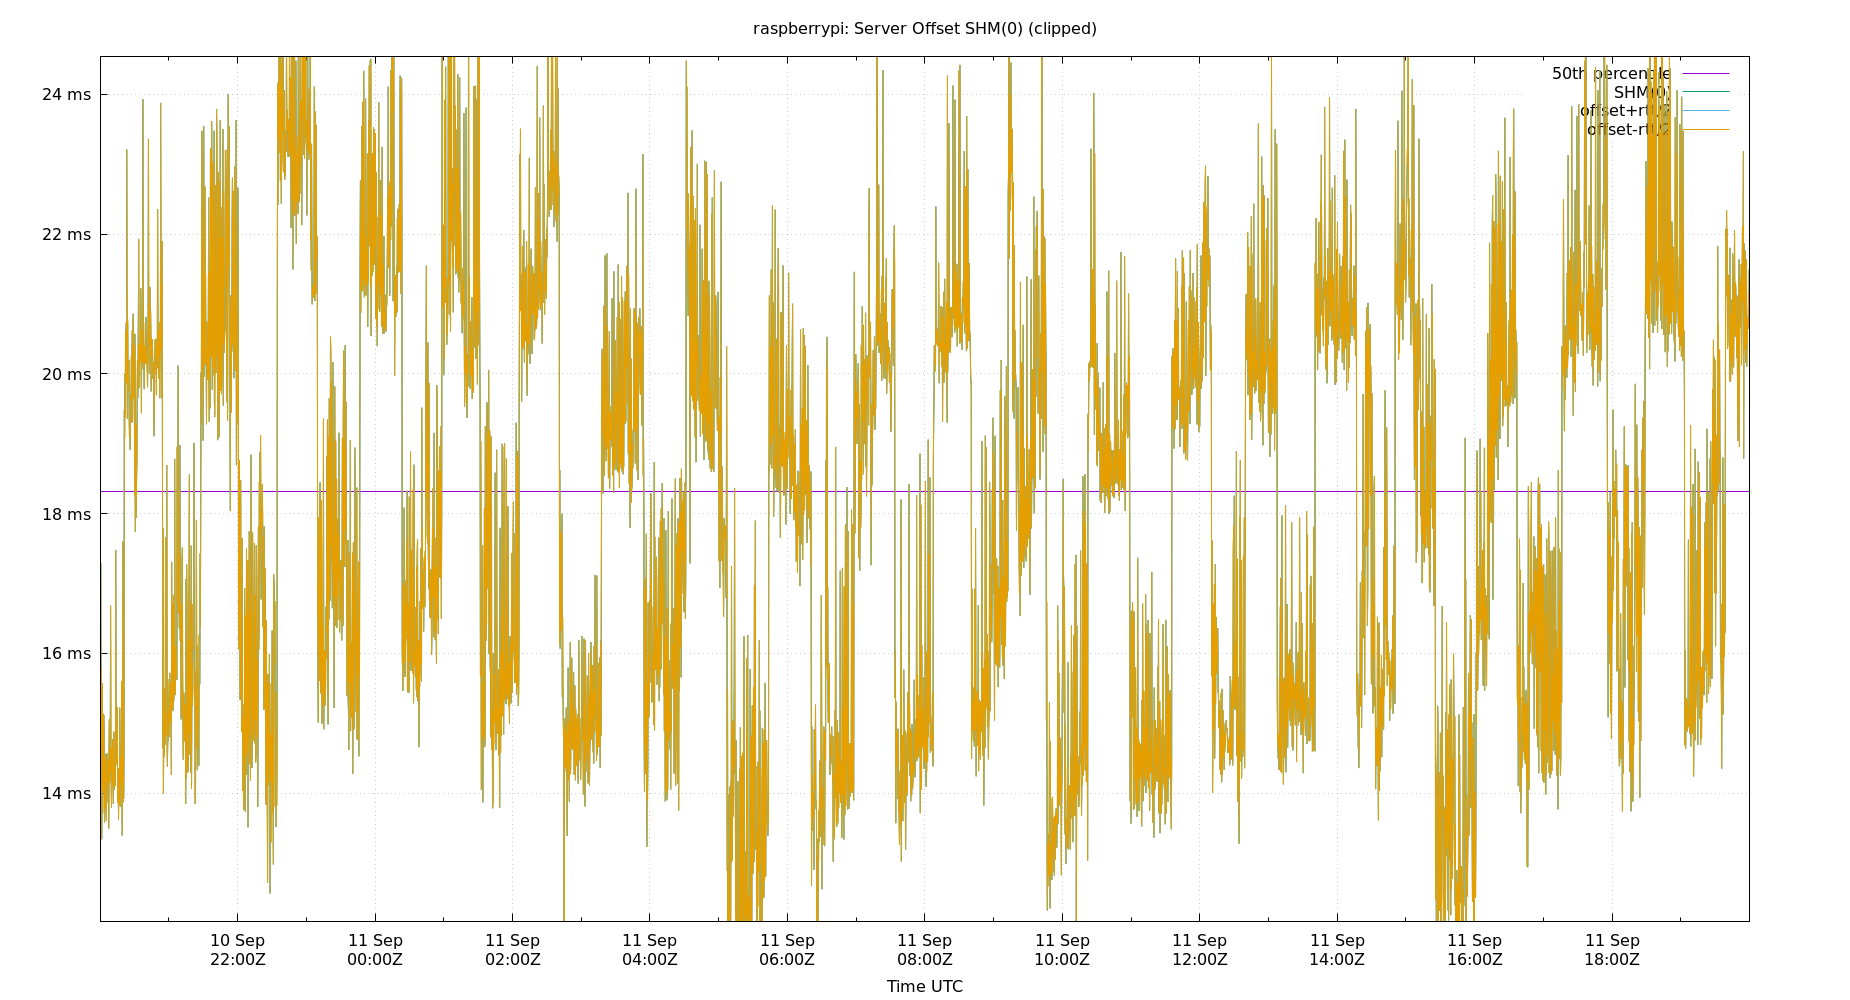 raspberrypi: Server Offset SHM(0) (clipped)
50th percentile
SHM(0)
offset+rtt/2
offset-rtt/2
24 ms
22 ms
20 ms
18 ms
16 ms
14 ms
10 Sep 11 Sep 11 Sep 11 Sep 11 Sep 11 Sep 11 Sep 11 Sep 11 Sep 11 Sep 11 Sep
22:00Z 00:00Z 02:00Z 04:00Z 06:00Z 08:00Z 10:00Z 12:00Z 14:00Z 16:00Z 18:00Z
Time UTC